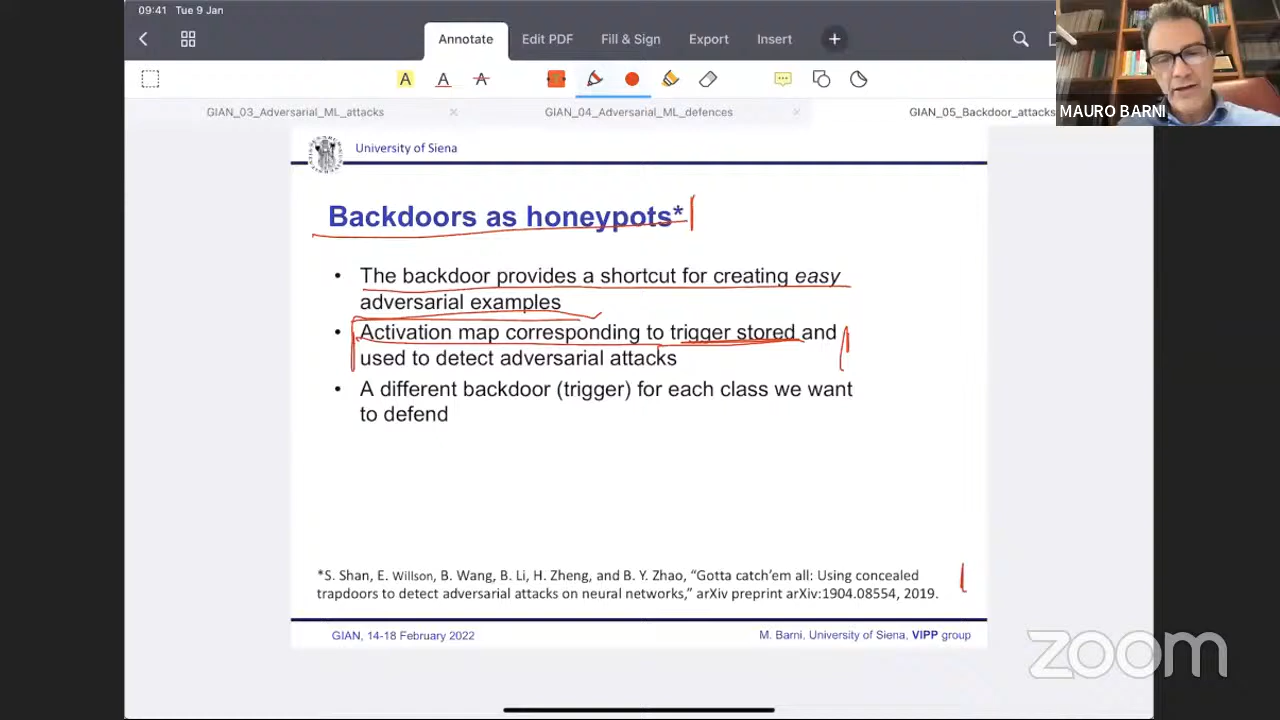 09:41 Tue 9 Jan
Annotate Edit PDF Fill & Sign Export Insert
MAURO BARNI
GIAN_03_Adversarial_ML_attacks GIAN_04_Adversarial_ML_defences GIAN_05_Backdoor_attacks
University of Siena
Backdoors as honeypots*
• The backdoor provides a shortcut for creating easy
adversarial examples
• Activation map corresponding to trigger stored and
used to detect adversarial attacks
• A different backdoor (trigger) for each class we want
to defend
*S. Shan, E. Willson, B. Wang, B. Li, H. Zheng, and B. Y. Zhao, “Gotta catch’em all: Using concealed
trapdoors to detect adversarial attacks on neural networks,” arXiv preprint arXiv:1904.08554, 2019.
GIAN, 14-18 February 2022 M. Barni, University of Siena, VIPP group
zoom